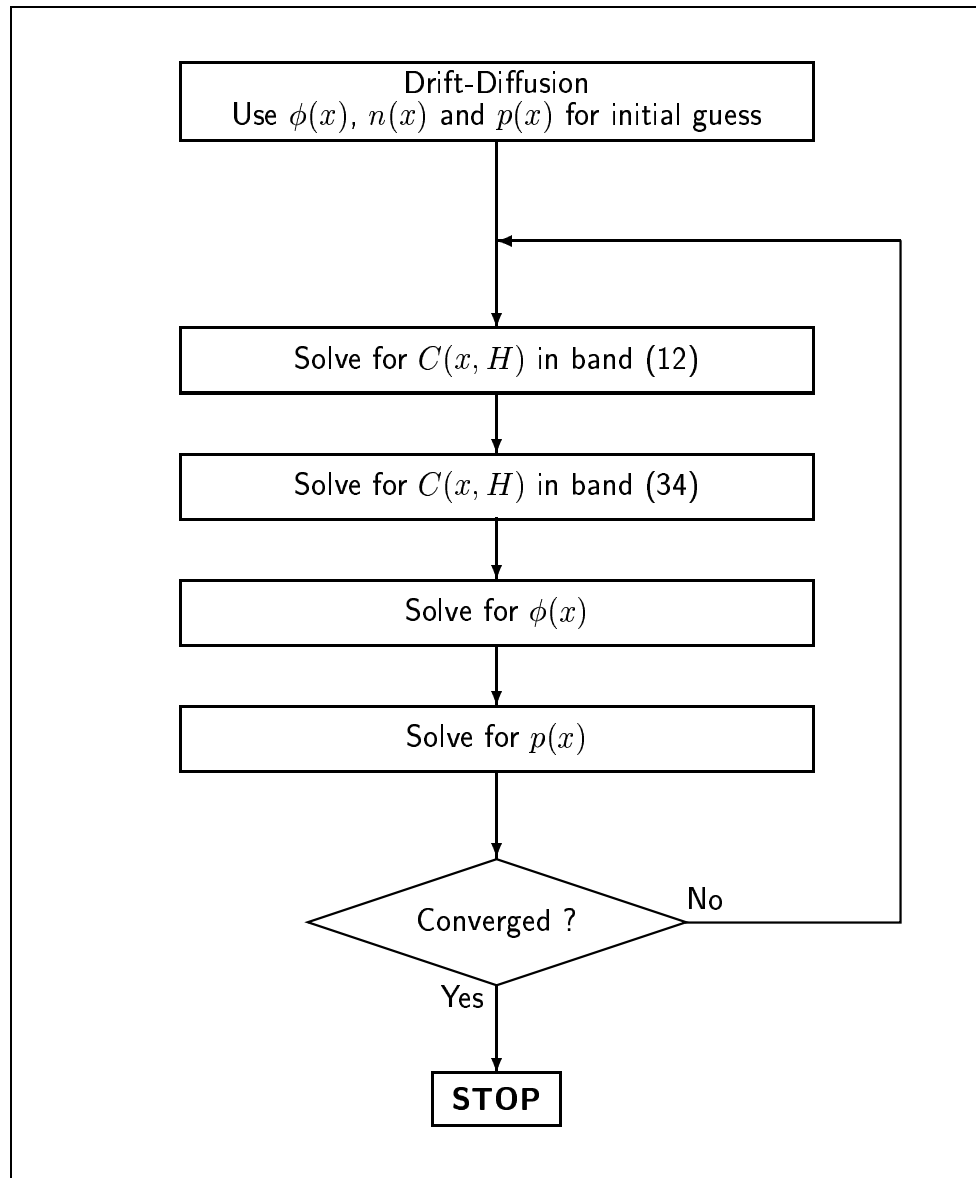 Drift-Diffusion
Use ϕ(x), n(x) and p(x) for initial guess
Solve for C(x, H) in band (12)
Solve for C(x, H) in band (34)
Solve for ϕ(x)
Solve for p(x)
Converged ?
No
Yes
STOP